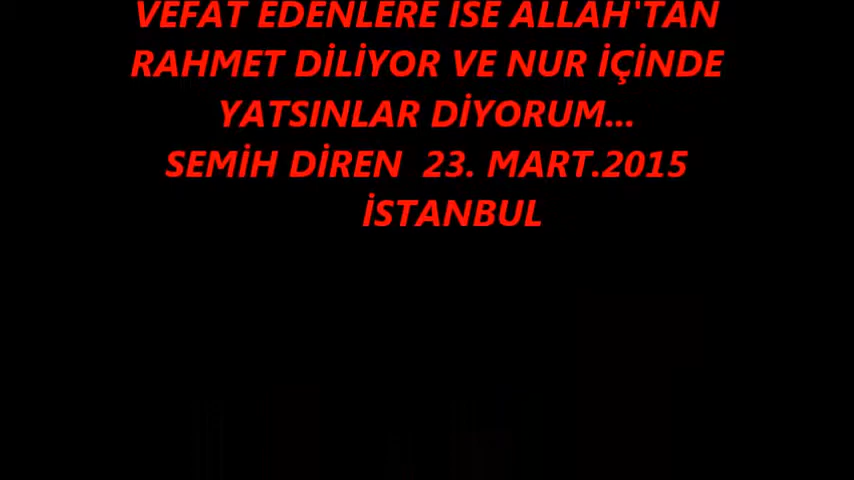 VEFAT EDENLERE İSE ALLAH'TAN
RAHMET DİLİYOR VE NUR İÇİNDE
YATSINLAR DİYORUM...
SEMİH DİREN 23. MART.2015
İSTANBUL